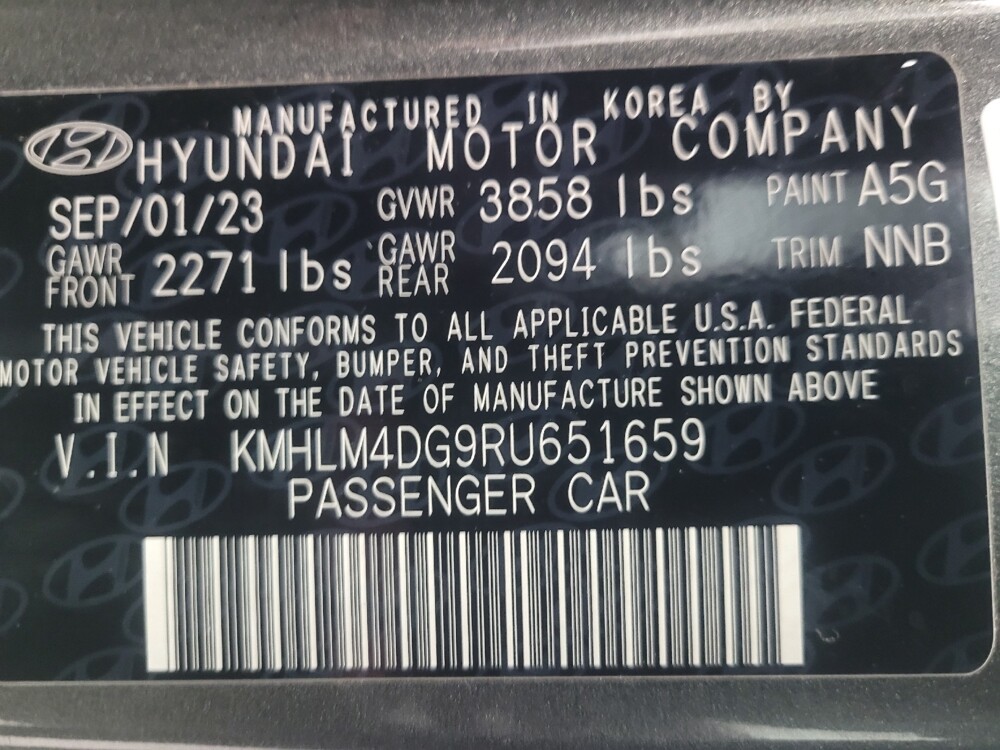 MANUFACTURED IN KOREA BY
HYUNDAI MOTOR COMPANY
SEP/01/23 GVWR 3858 lbs PAINT A5G
GAWR FRONT 2271 lbs GAWR REAR 2094 lbs TRIM NNB
THIS VEHICLE CONFORMS TO ALL APPLICABLE U.S.A. FEDERAL
MOTOR VEHICLE SAFETY, BUMPER, AND THEFT PREVENTION STANDARDS
IN EFFECT ON THE DATE OF MANUFACTURE SHOWN ABOVE
V.I.N KMHLM4DG9RU651659
PASSENGER CAR